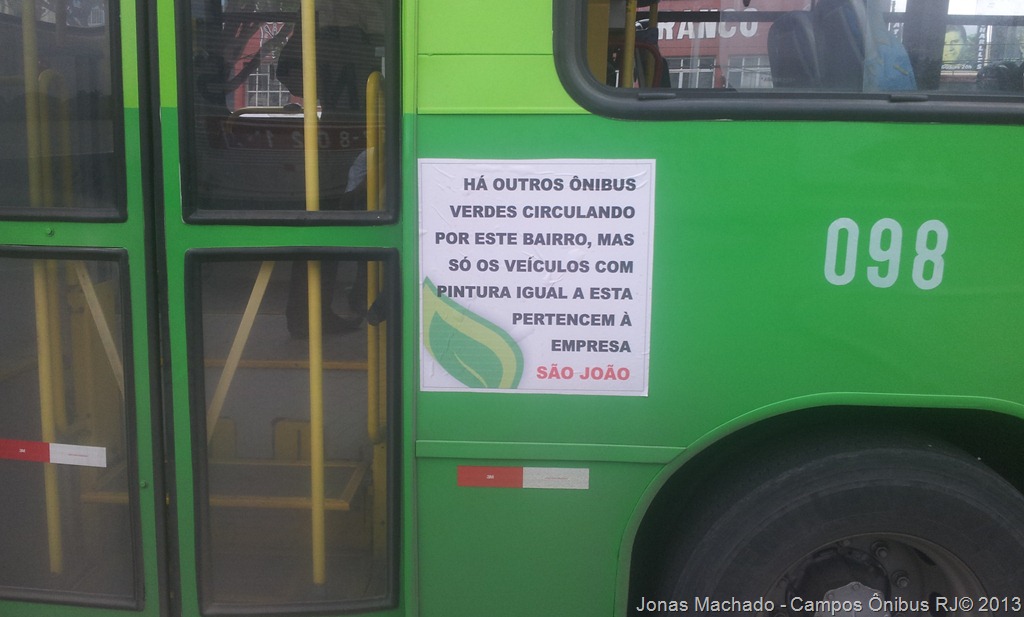 RANCO
HÁ OUTROS ÔNIBUS
VERDES CIRCULANDO
POR ESTE BAIRRO, MAS
SÓ OS VEÍCULOS COM
PINTURA IGUAL A ESTA
PERTENCEM À
EMPRESA
SÃO JOÃO
098
Jonas Machado - Campos Ônibus RJ© 2013